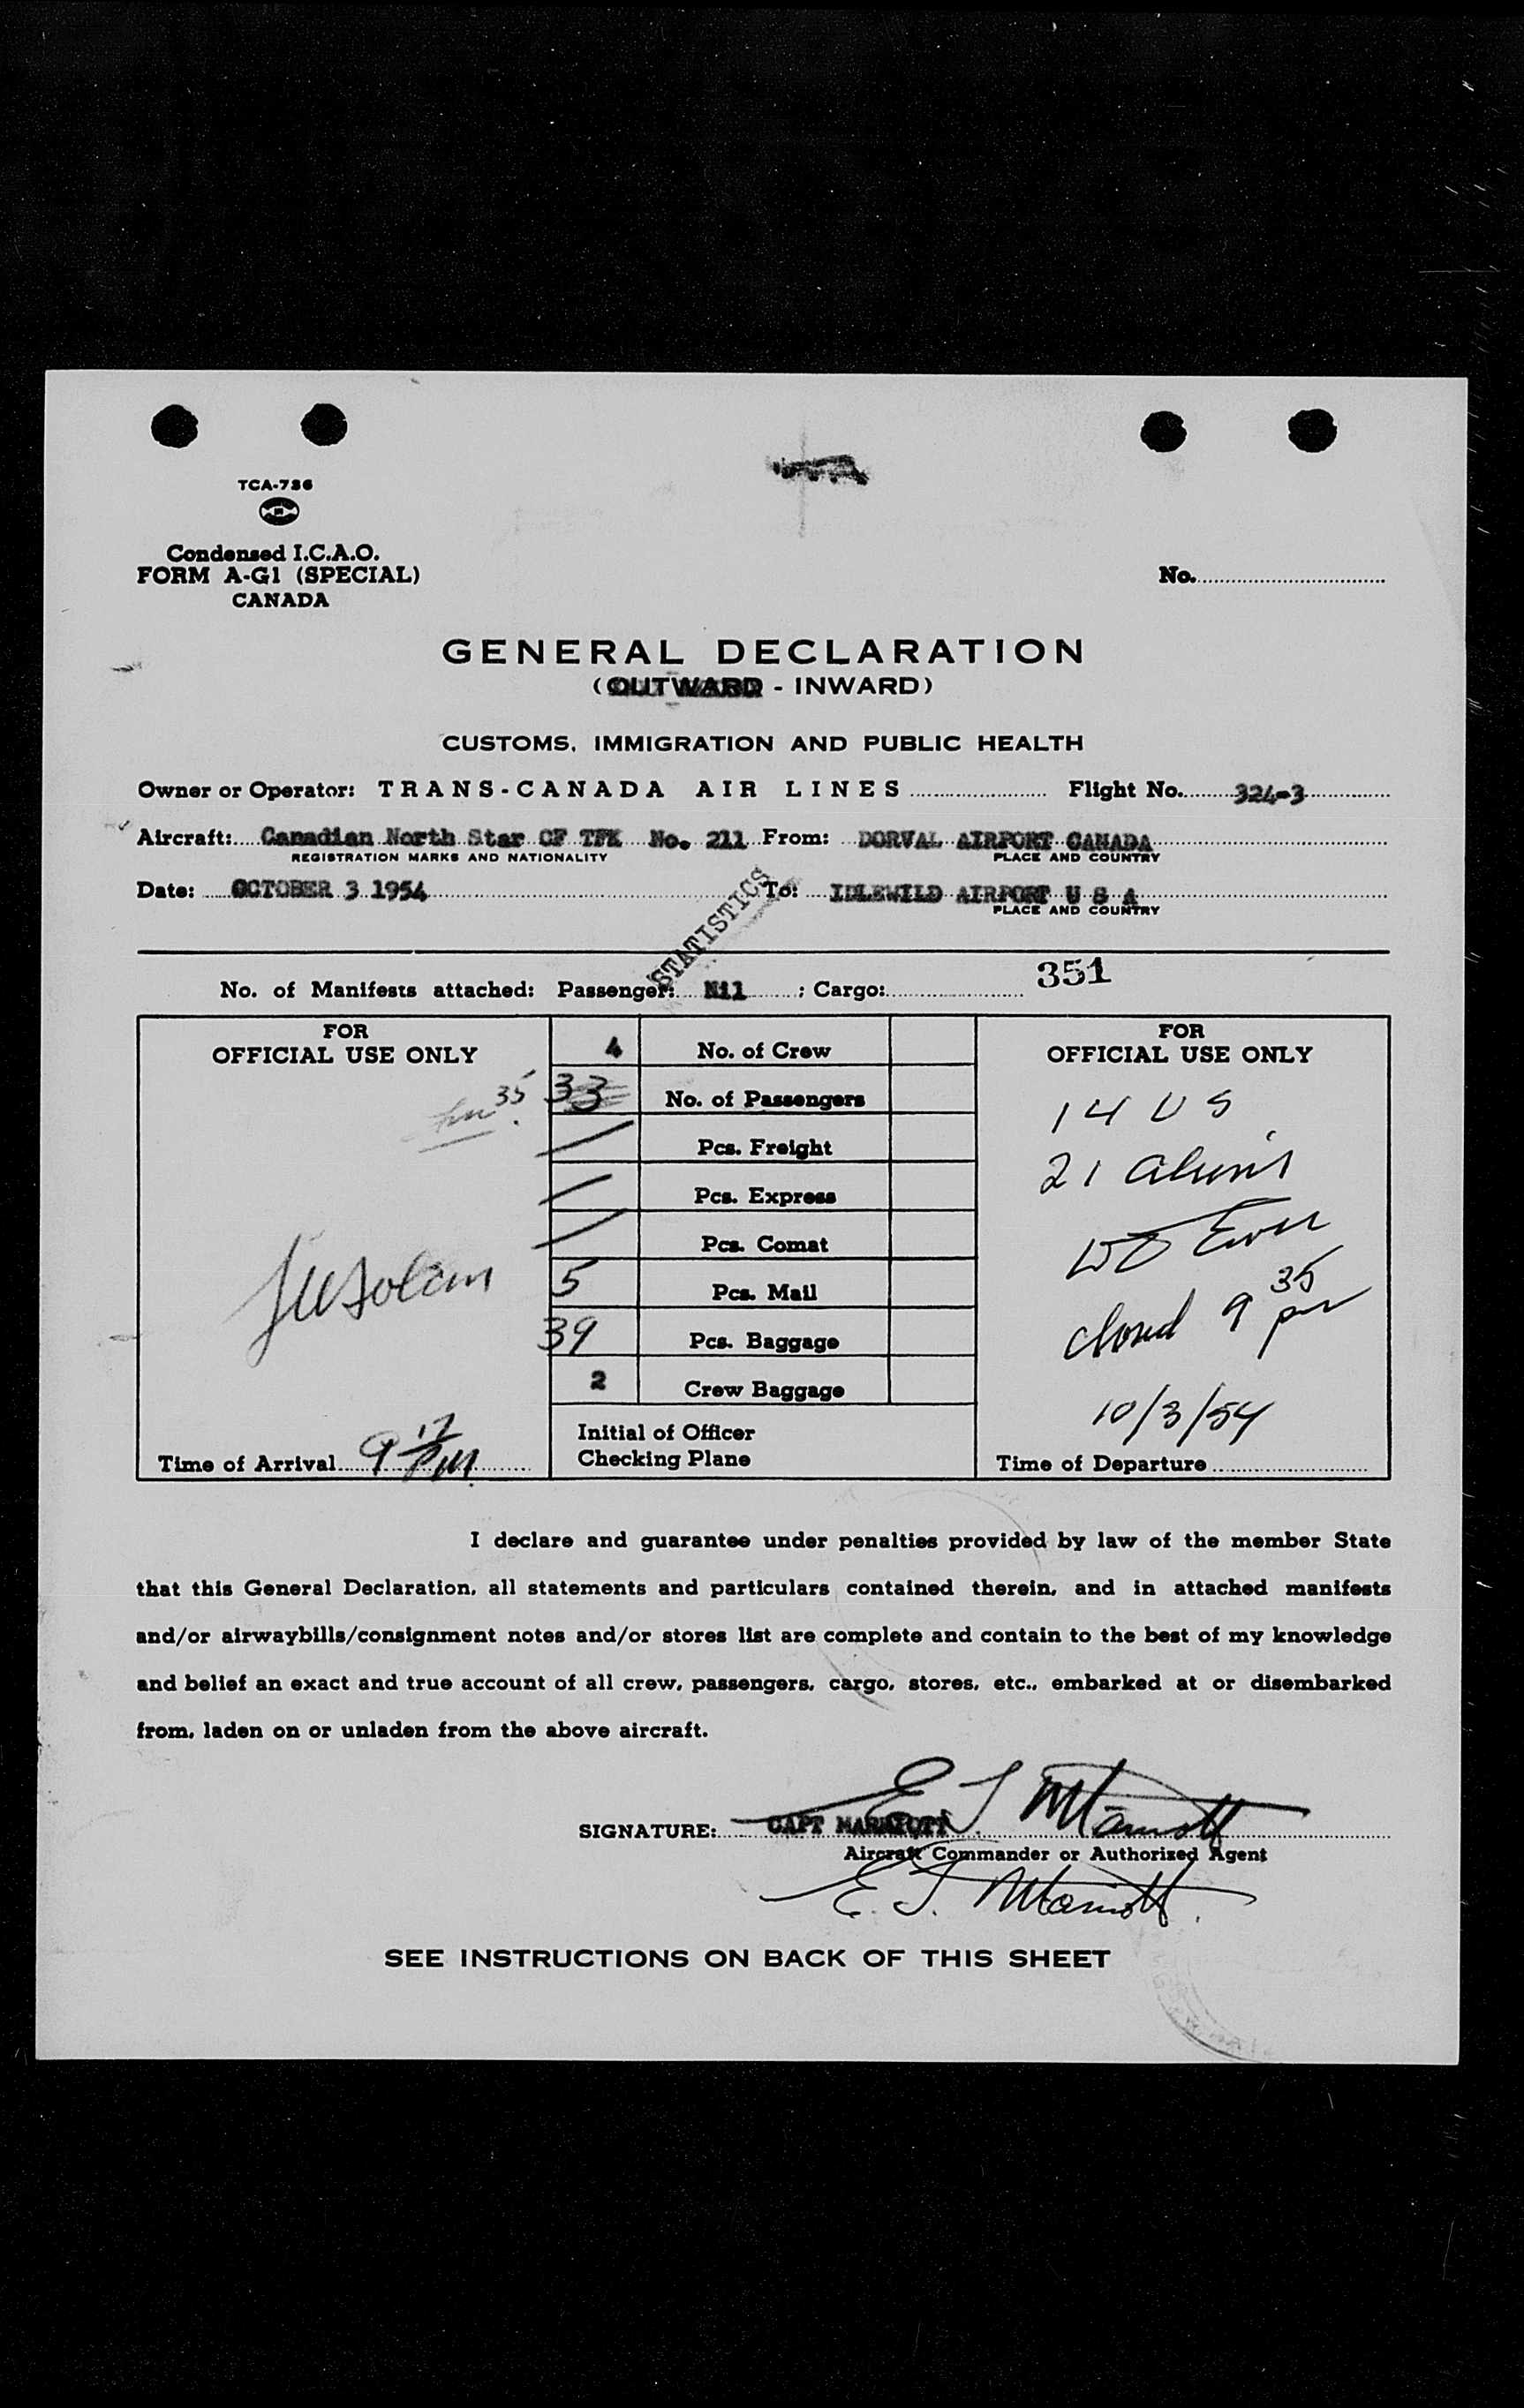 TCA-736
Condensed I.C.A.O.
FORM A-G1 (SPECIAL)
CANADA
No.
GENERAL DECLARATION
(OUTWARD - INWARD)
CUSTOMS, IMMIGRATION AND PUBLIC HEALTH
Owner or Operator: TRANS-CANADA AIR LINES Flight No. 324-3
Aircraft: Canadian North Star CF TFK No. 211 From: DORVAL AIRPORT CANADA
REGISTRATION MARKS AND NATIONALITY PLACE AND COUNTRY
Date: OCTOBER 3 1954 To: IDLEWILD AIRPORT U S A
PLACE AND COUNTRY
STATISTICS
351
No. of Manifests attached: Passenger: Nil ; Cargo:
FOR
OFFICIAL USE ONLY
35
Time of Arrival 9 17 PM
4 No. of Crew
33 No. of Passengers
Pcs. Freight
Pcs. Express
Pcs. Comat
5 Pcs. Mail
39 Pcs. Baggage
2 Crew Baggage
Initial of Officer
Checking Plane
FOR
OFFICIAL USE ONLY
14 US
21 aliens
closed 9 35 pm
10/3/54
Time of Departure
I declare and guarantee under penalties provided by law of the member State
that this General Declaration, all statements and particulars contained therein, and in attached manifests
and/or airwaybills/consignment notes and/or stores list are complete and contain to the best of my knowledge
and belief an exact and true account of all crew, passengers, cargo, stores, etc., embarked at or disembarked
from, laden on or unladen from the above aircraft.
SIGNATURE: CAPT MARRIOTT E J Marriott
Aircraft Commander or Authorized Agent
E. J. Marriott
SEE INSTRUCTIONS ON BACK OF THIS SHEET